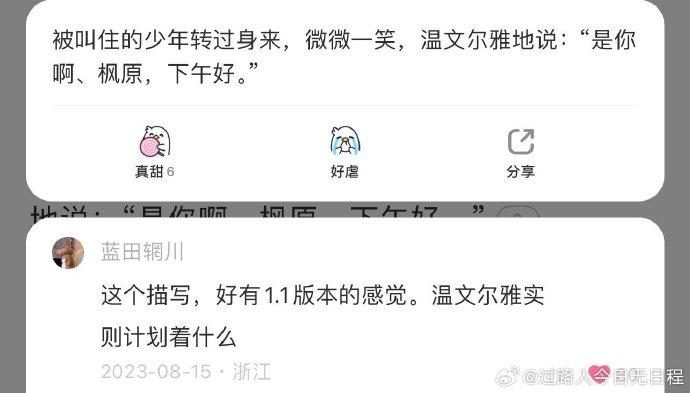 被叫住的少年转过身来，微微一笑，温文尔雅地说：“是你
啊、枫原，下午好。”
真甜 6
好虐
分享
地说：“是你啊、枫原，下午好。”
蓝田辋川
这个描写，好有1.1版本的感觉。温文尔雅实
则计划着什么
2023-08-15 · 浙江
@过路人今日无日程